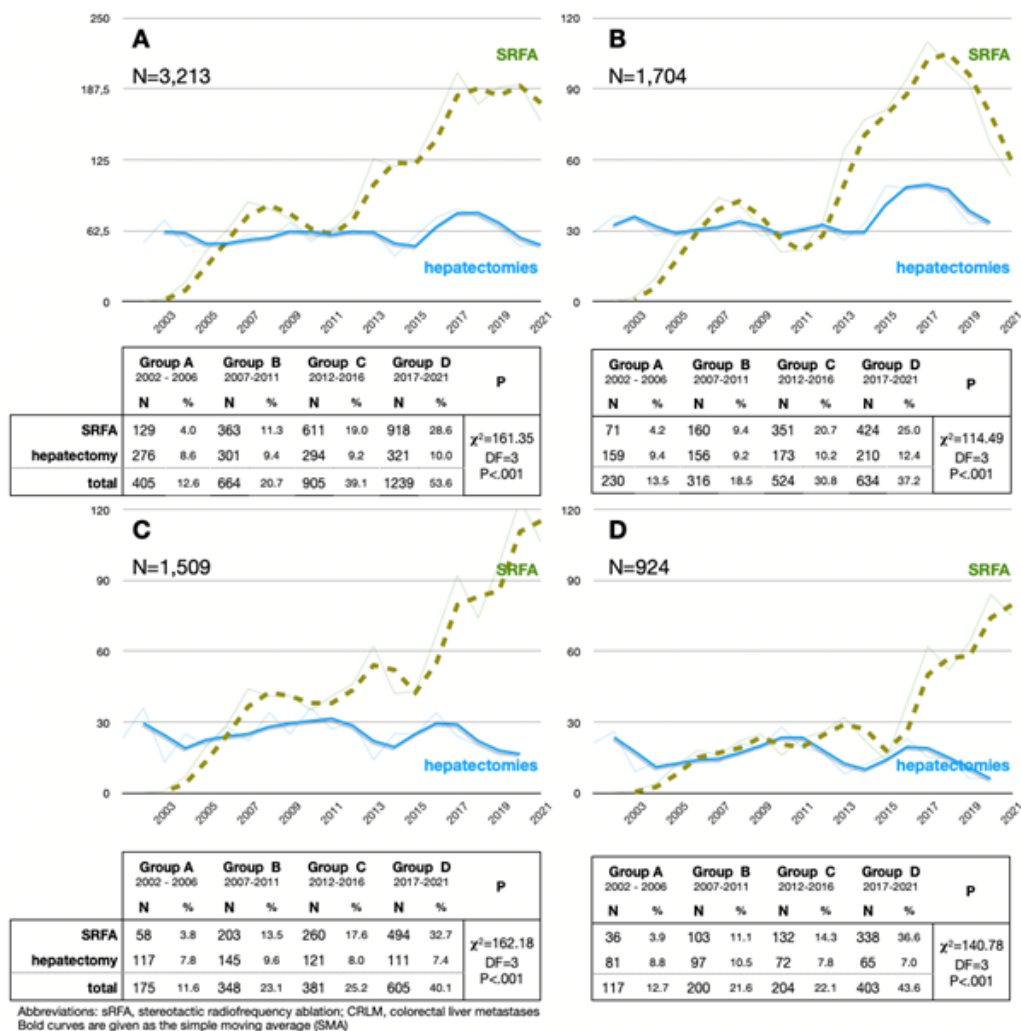 A
N=3,213
SRFA
hepatectomies
250
187,5
125
62,5
0
2003 2005 2007 2009 2011 2013 2015 2017 2019 2021
B
N=1,704
SRFA
hepatectomies
120
90
60
30
0
2003 2005 2007 2009 2011 2013 2015 2017 2019 2021
Group A Group B Group C Group D P
2002 - 2006 2007-2011 2012-2016 2017-2021
N % N % N % N %
SRFA 129 4.0 363 11.3 611 19.0 918 28.6
hepatectomy 276 8.6 301 9.4 294 9.2 321 10.0
total 405 12.6 664 20.7 905 39.1 1239 53.6
χ²=161.35
DF=3
P<.001
Group A Group B Group C Group D P
2002 - 2006 2007-2011 2012-2016 2017-2021
N % N % N % N %
71 4.2 160 9.4 351 20.7 424 25.0
159 9.4 156 9.2 173 10.2 210 12.4
230 13.5 316 18.5 524 30.8 634 37.2
χ²=114.49
DF=3
P<.001
C
N=1,509
SRFA
hepatectomies
120
90
60
30
0
2003 2005 2007 2009 2011 2013 2015 2017 2019 2021
D
N=924
SRFA
hepatectomies
120
90
60
30
0
2003 2005 2007 2009 2011 2013 2015 2017 2019 2021
Group A Group B Group C Group D P
2002 - 2006 2007-2011 2012-2016 2017-2021
N % N % N % N %
SRFA 58 3.8 203 13.5 260 17.6 494 32.7
hepatectomy 117 7.8 145 9.6 121 8.0 111 7.4
total 175 11.6 348 23.1 381 25.2 605 40.1
χ²=162.18
DF=3
P<.001
Group A Group B Group C Group D P
2002 - 2006 2007-2011 2012-2016 2017-2021
N % N % N % N %
36 3.9 103 11.1 132 14.3 338 36.6
81 8.8 97 10.5 72 7.8 65 7.0
117 12.7 200 21.6 204 22.1 403 43.6
χ²=140.78
DF=3
P<.001
Abbreviations: sRFA, stereotactic radiofrequency ablation; CRLM, colorectal liver metastases
Bold curves are given as the simple moving average (SMA)